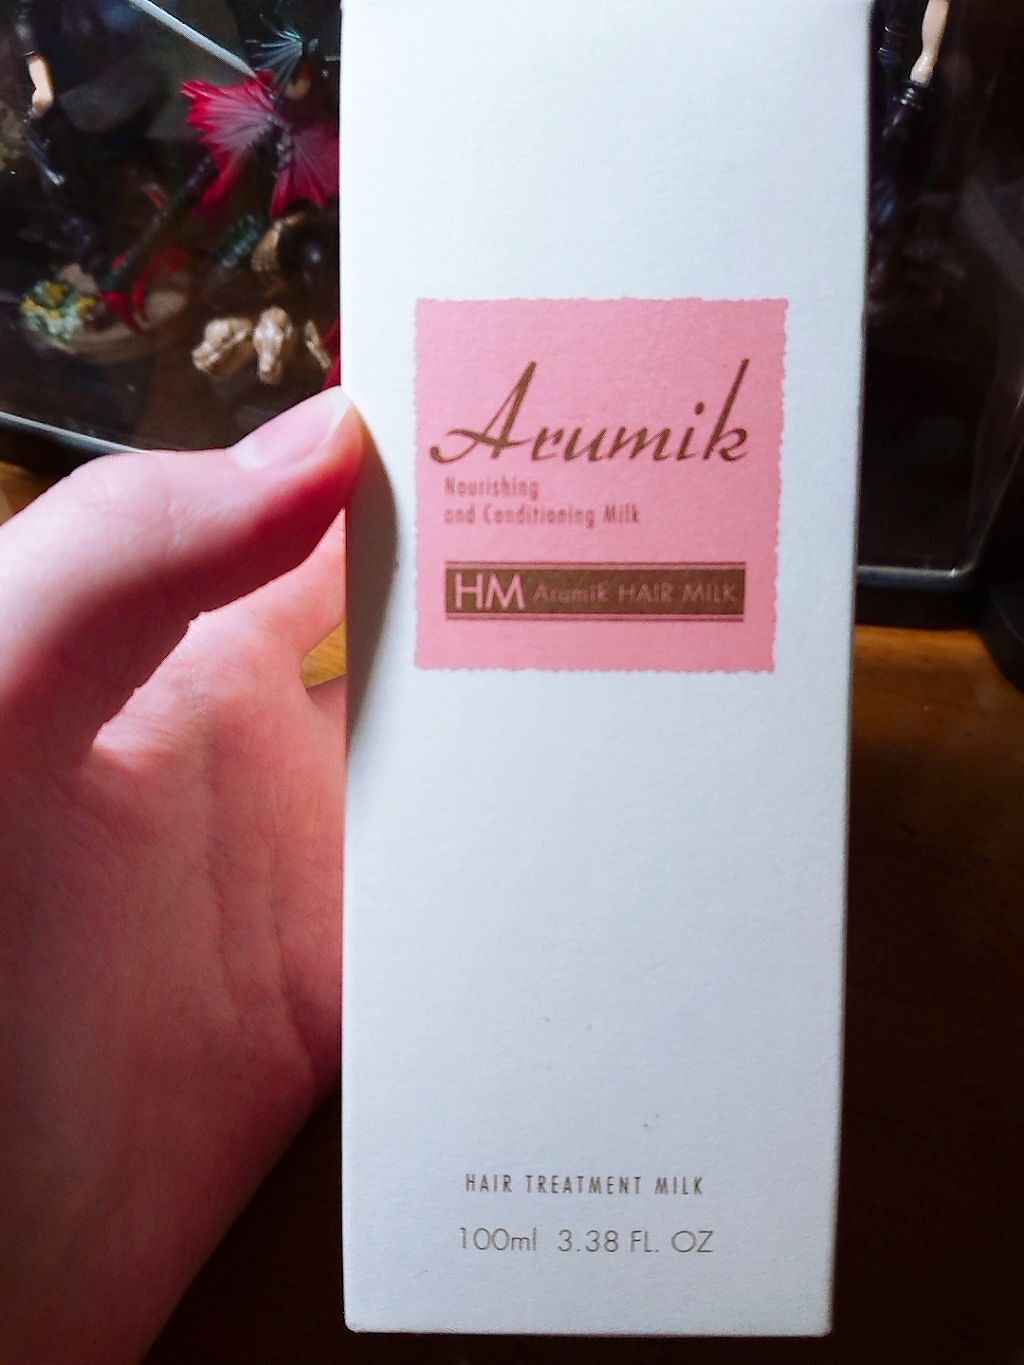 Arumik
Nourishing
and Conditioning Milk
HM Arumik HAIR MILK
HAIR TREATMENT MILK
100ml 3.38 FL. OZ